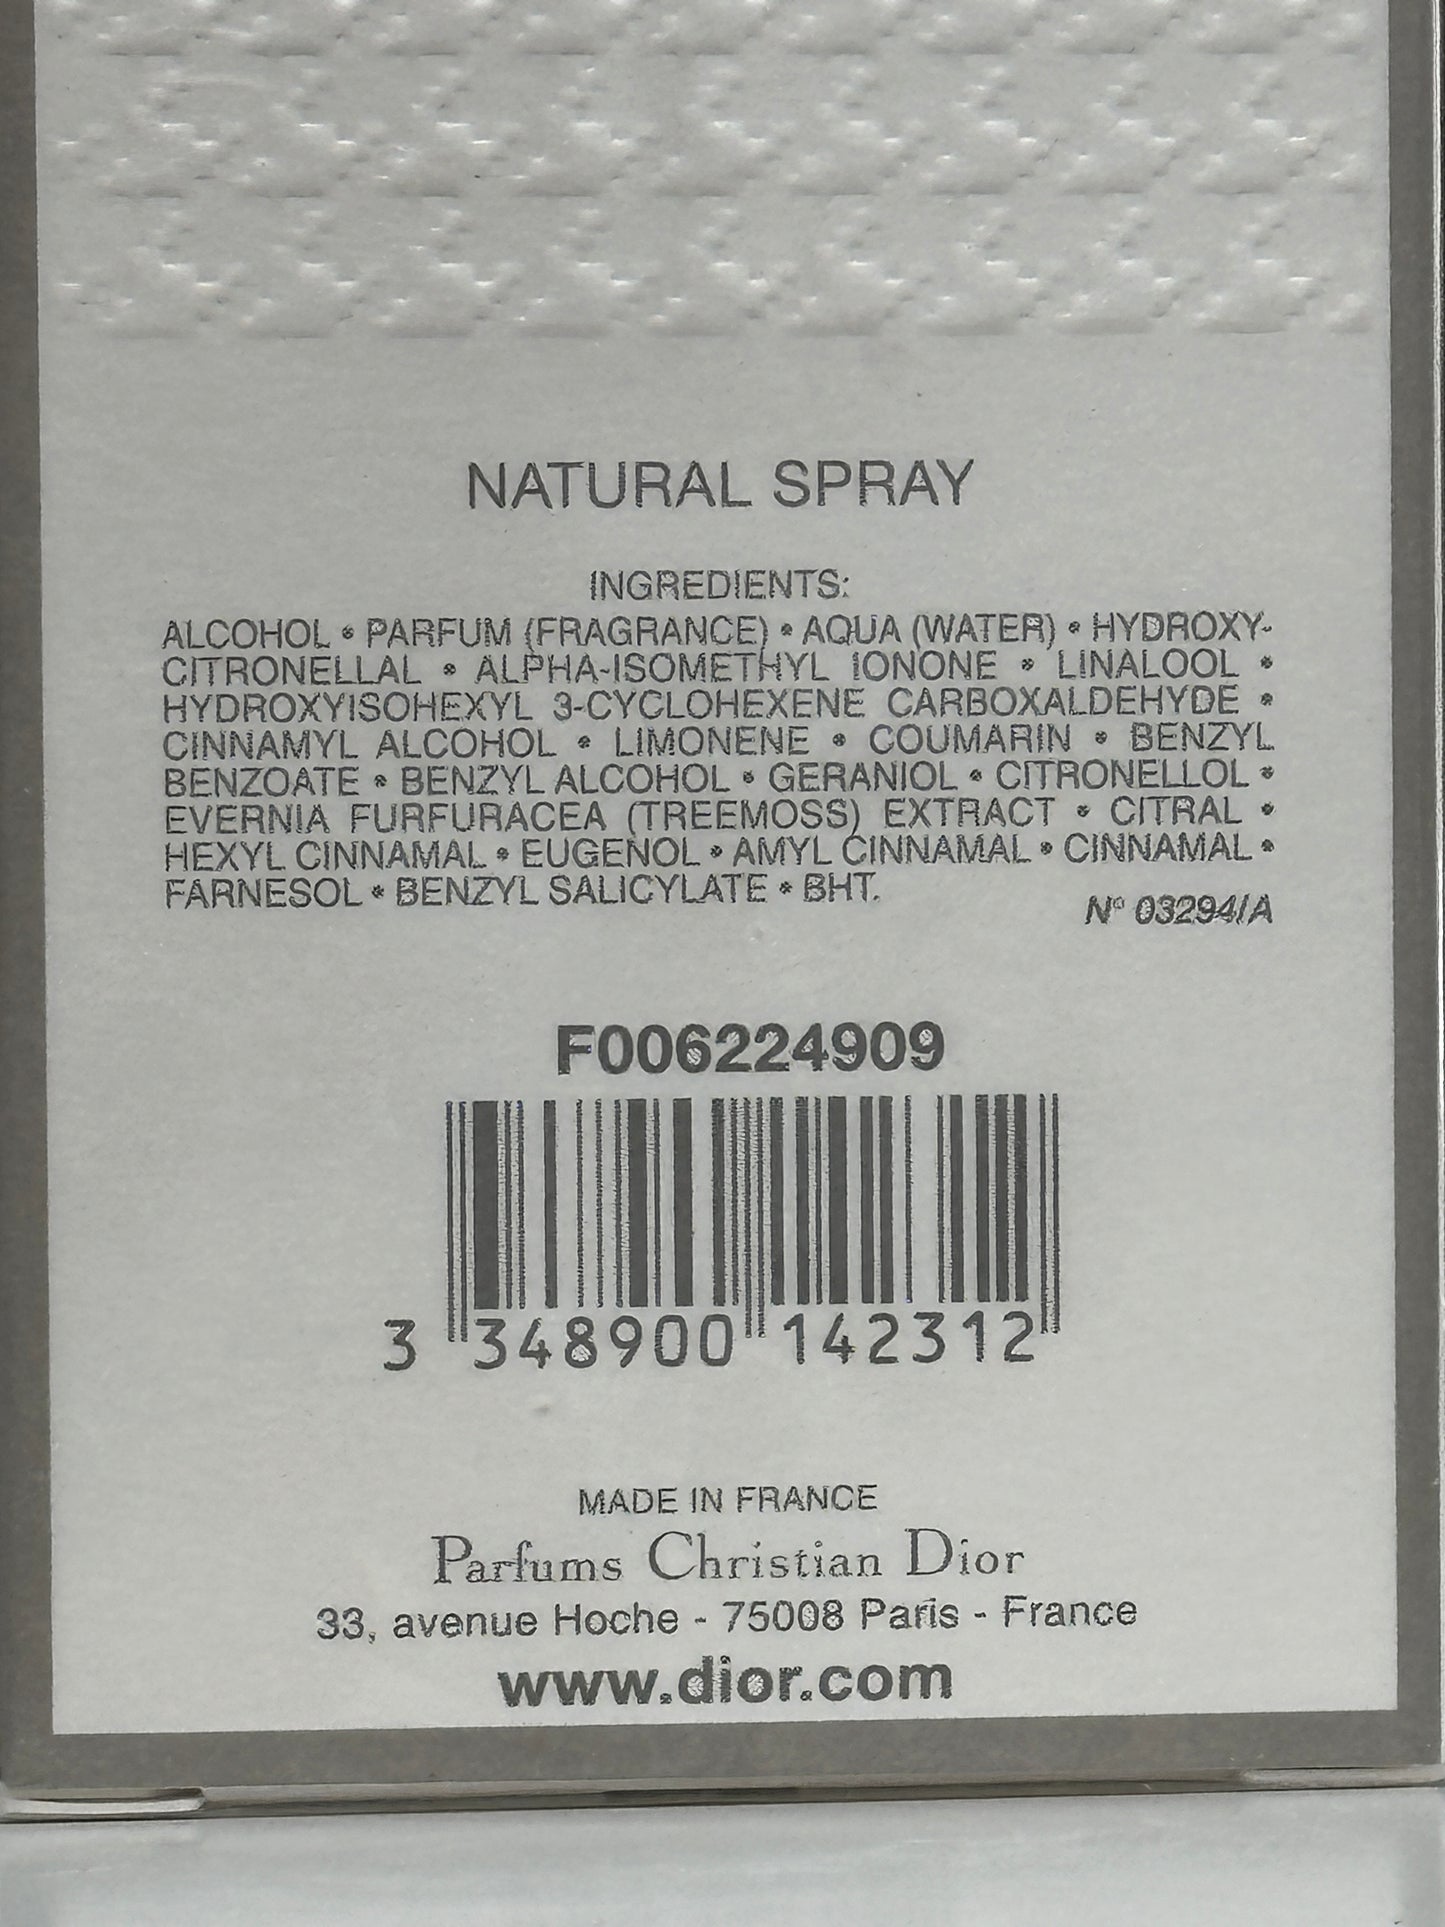 NATURAL SPRAY
INGREDIENTS:
ALCOHOL • PARFUM (FRAGRANCE) • AQUA (WATER) • HYDROXY-
CITRONELLAL • ALPHA-ISOMETHYL IONONE • LINALOOL •
HYDROXYISOHEXYL 3-CYCLOHEXENE CARBOXALDEHYDE •
CINNAMYL ALCOHOL • LIMONENE • COUMARIN • BENZYL
BENZOATE • BENZYL ALCOHOL • GERANIOL • CITRONELLOL •
EVERNIA FURFURACEA (TREEMOSS) EXTRACT • CITRAL •
HEXYL CINNAMAL • EUGENOL • AMYL CINNAMAL • CINNAMAL •
FARNESOL • BENZYL SALICYLATE • BHT.
N° 03294/A
F006224909
3 348900 142312
MADE IN FRANCE
Parfums Christian Dior
33, avenue Hoche - 75008 Paris - France
www.dior.com